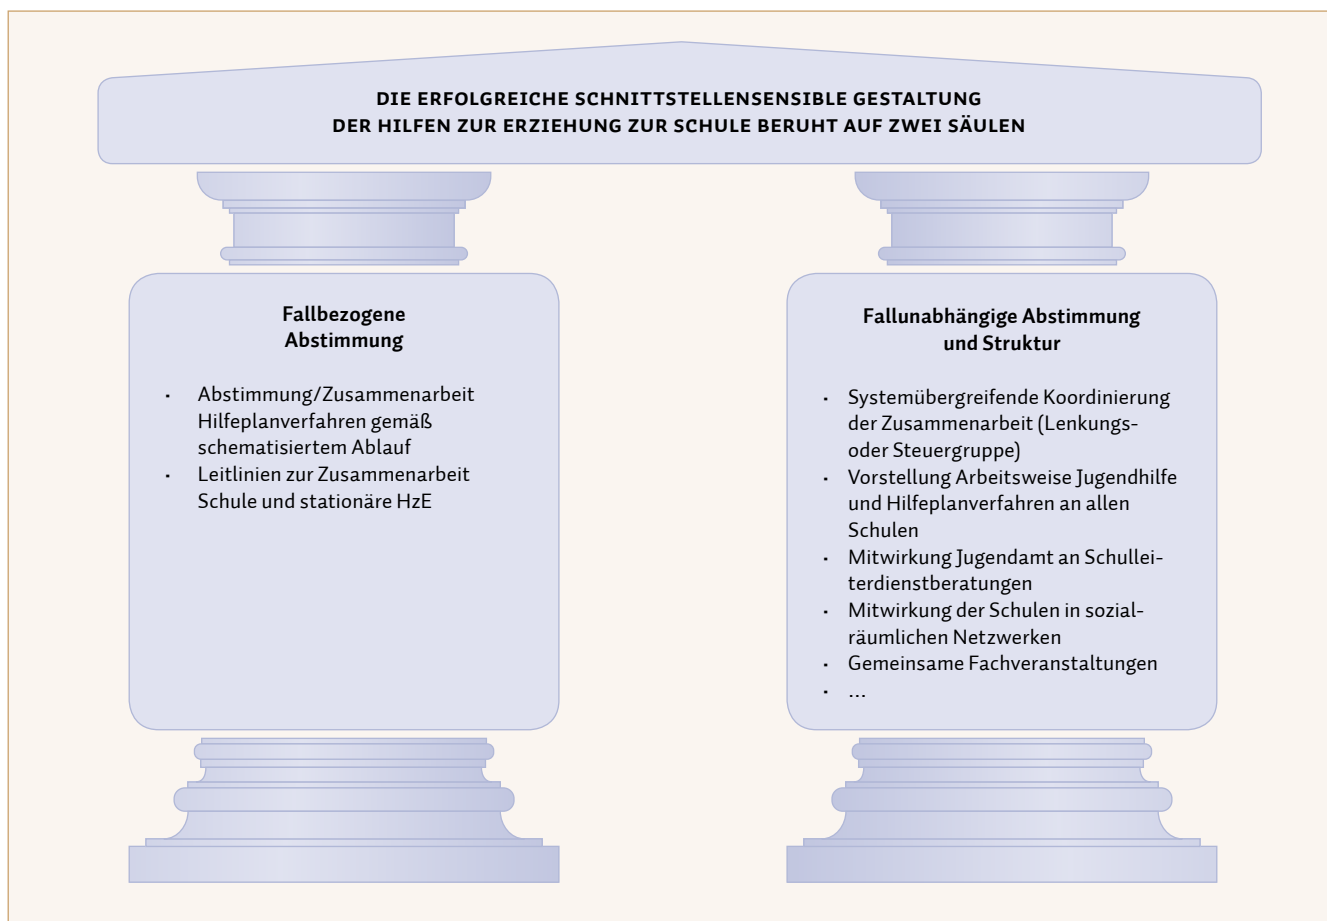 DIE ERFOLGREICHE SCHNITTSTELLENSENSIBLE GESTALTUNG
DER HILFEN ZUR ERZIEHUNG ZUR SCHULE BERUHT AUF ZWEI SÄULEN
Fallbezogene
Abstimmung
· Abstimmung/Zusammenarbeit
Hilfeplanverfahren gemäß
schematisiertem Ablauf
· Leitlinien zur Zusammenarbeit
Schule und stationäre HzE
Fallunabhängige Abstimmung
und Struktur
· Systemübergreifende Koordinierung
der Zusammenarbeit (Lenkungs-
oder Steuergruppe)
· Vorstellung Arbeitsweise Jugendhilfe
und Hilfeplanverfahren an allen
Schulen
· Mitwirkung Jugendamt an Schullei-
terdienstberatungen
· Mitwirkung der Schulen in sozial-
räumlichen Netzwerken
· Gemeinsame Fachveranstaltungen
· ...